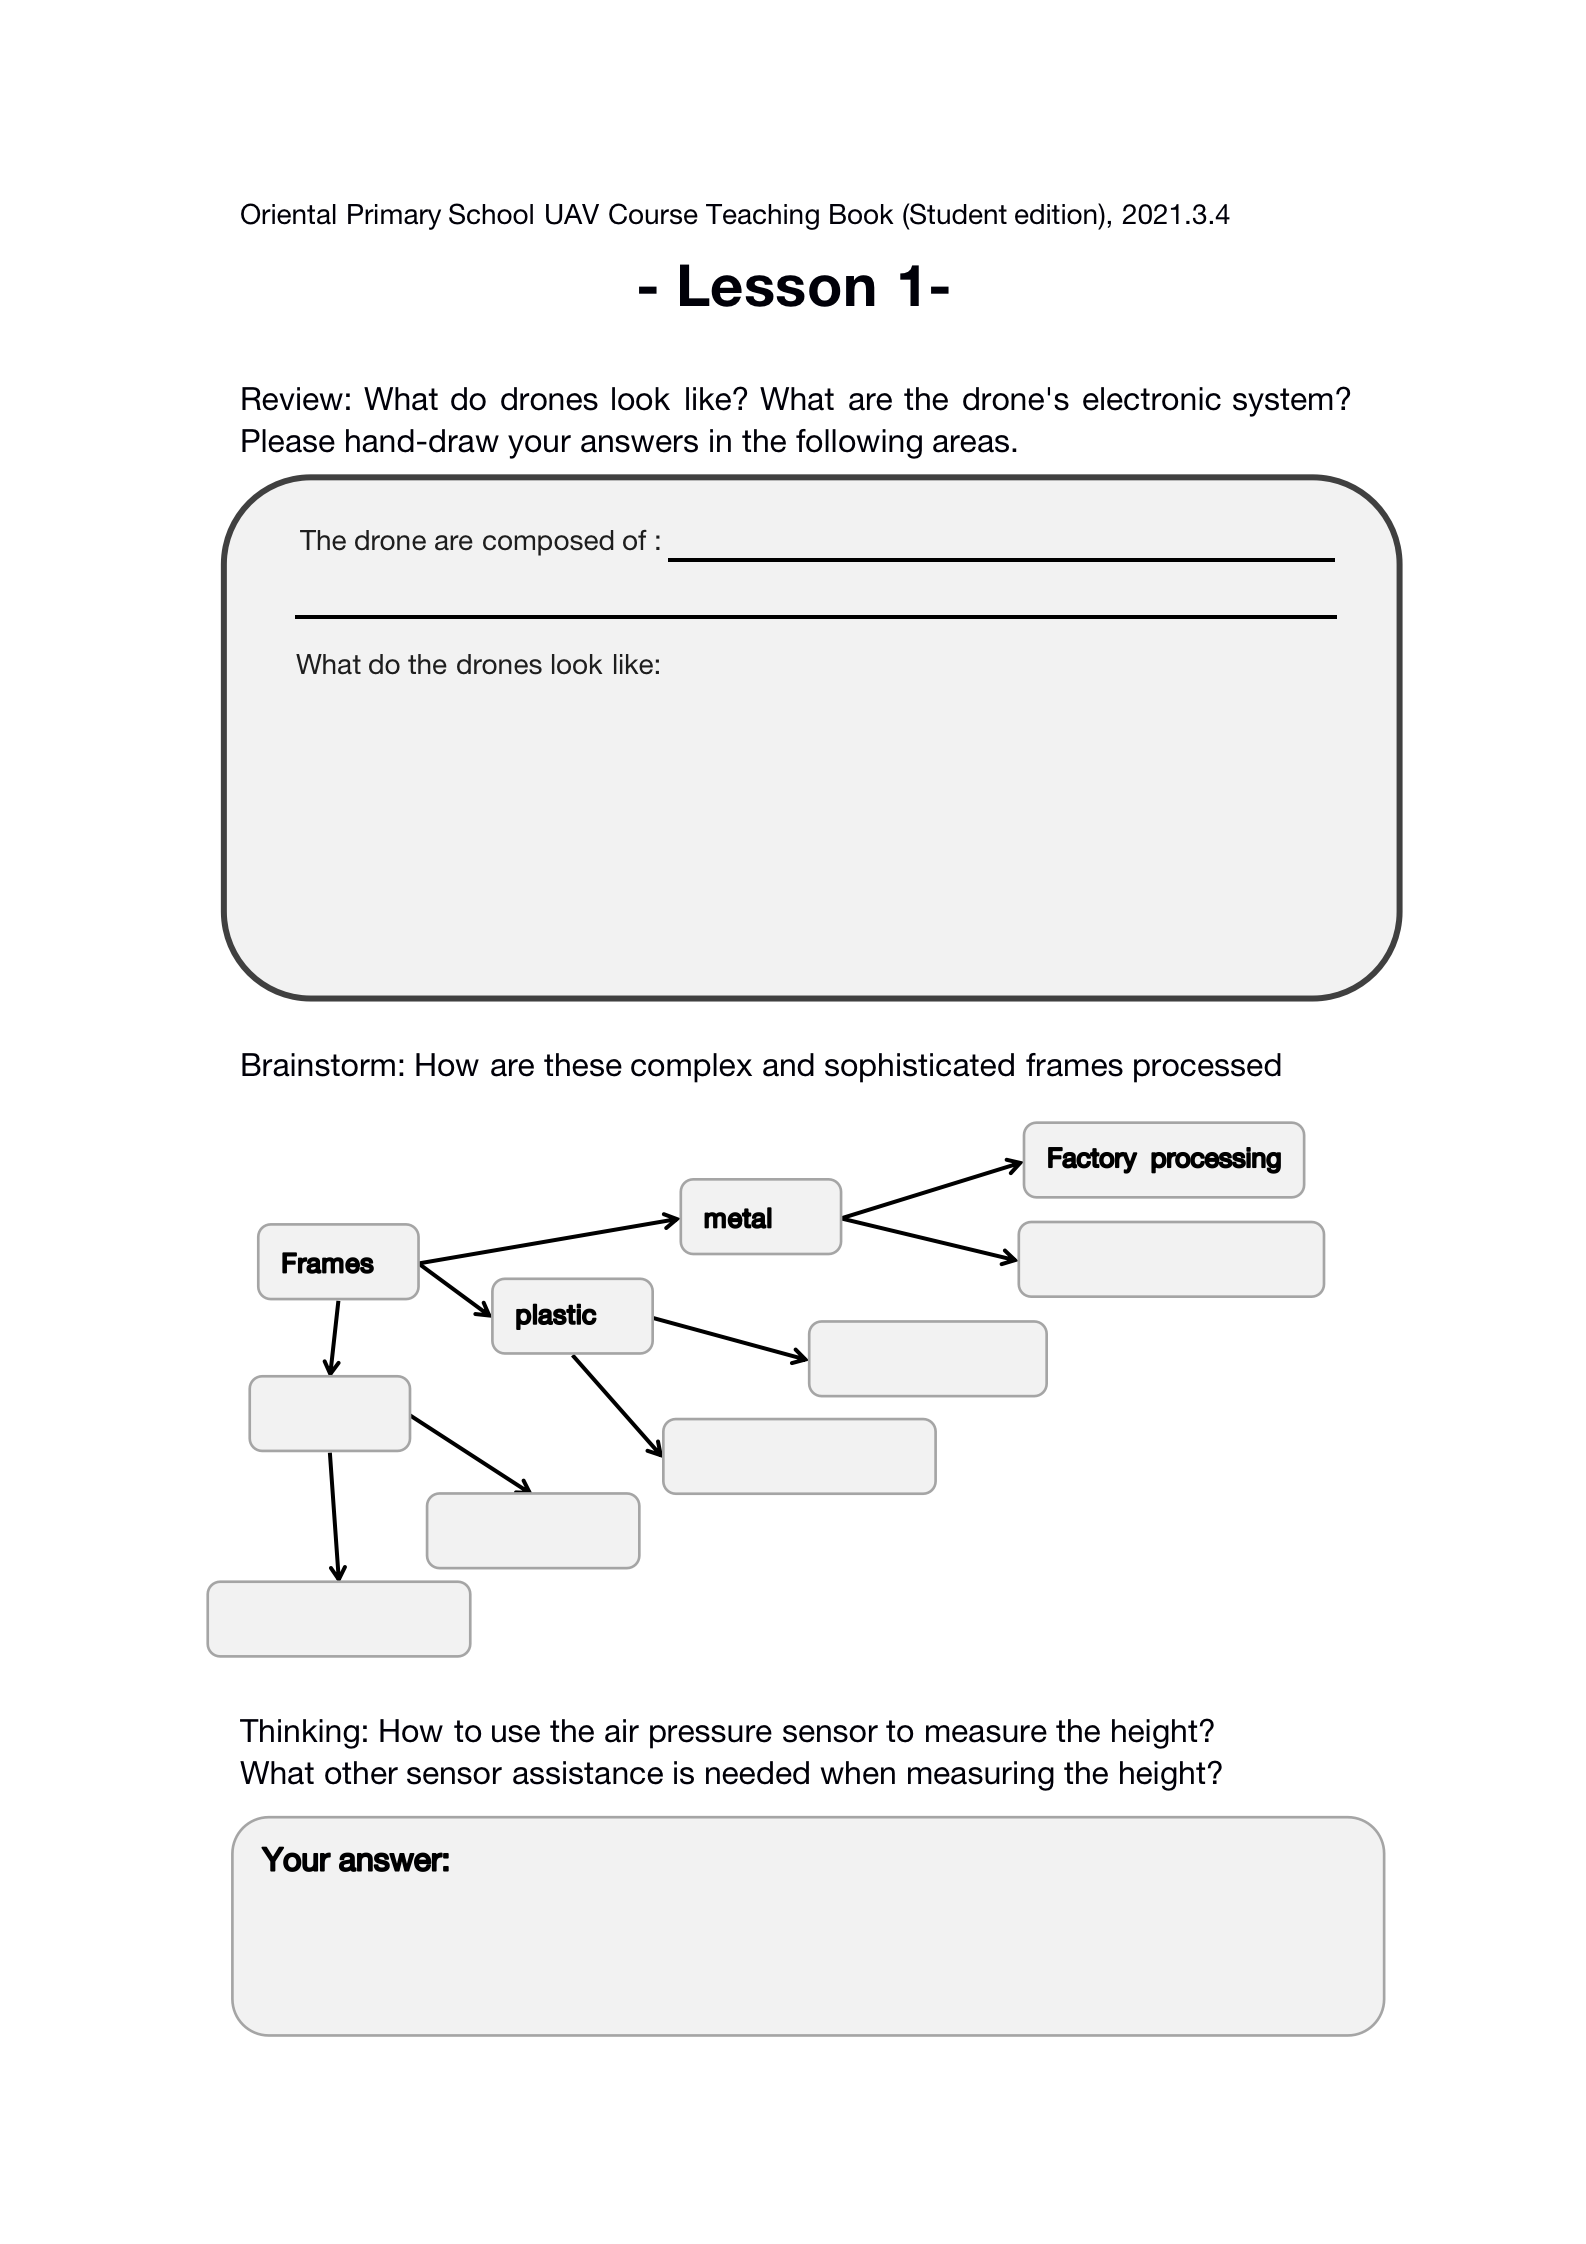 Oriental Primary School UAV Course Teaching Book (Student edition), 2021.3.4
- Lesson 1-
Review: What do drones look like? What are the drone's electronic system?
Please hand-draw your answers in the following areas.
The drone are composed of :
What do the drones look like:
Brainstorm: How are these complex and sophisticated frames processed
Factory processing
metal
Frames
plastic
Thinking: How to use the air pressure sensor to measure the height?
What other sensor assistance is needed when measuring the height?
Your answer: